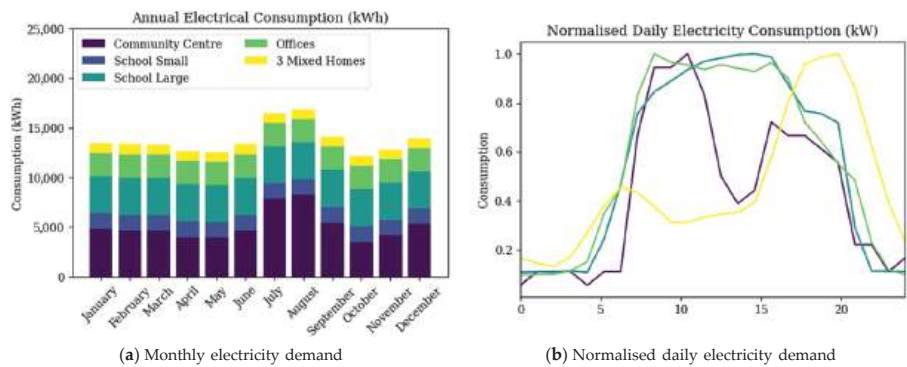 Annual Electrical Consumption (kWh)
Consumption (kWh)
25,000
20,000
15,000
10,000
5,000
0
Community Centre
School Small
School Large
Offices
3 Mixed Homes
January
February
March
April
May
June
July
August
September
October
November
December
(a) Monthly electricity demand
Normalised Daily Electricity Consumption (kW)
Consumption
1.0
0.8
0.6
0.4
0.2
0
5
10
15
20
(b) Normalised daily electricity demand